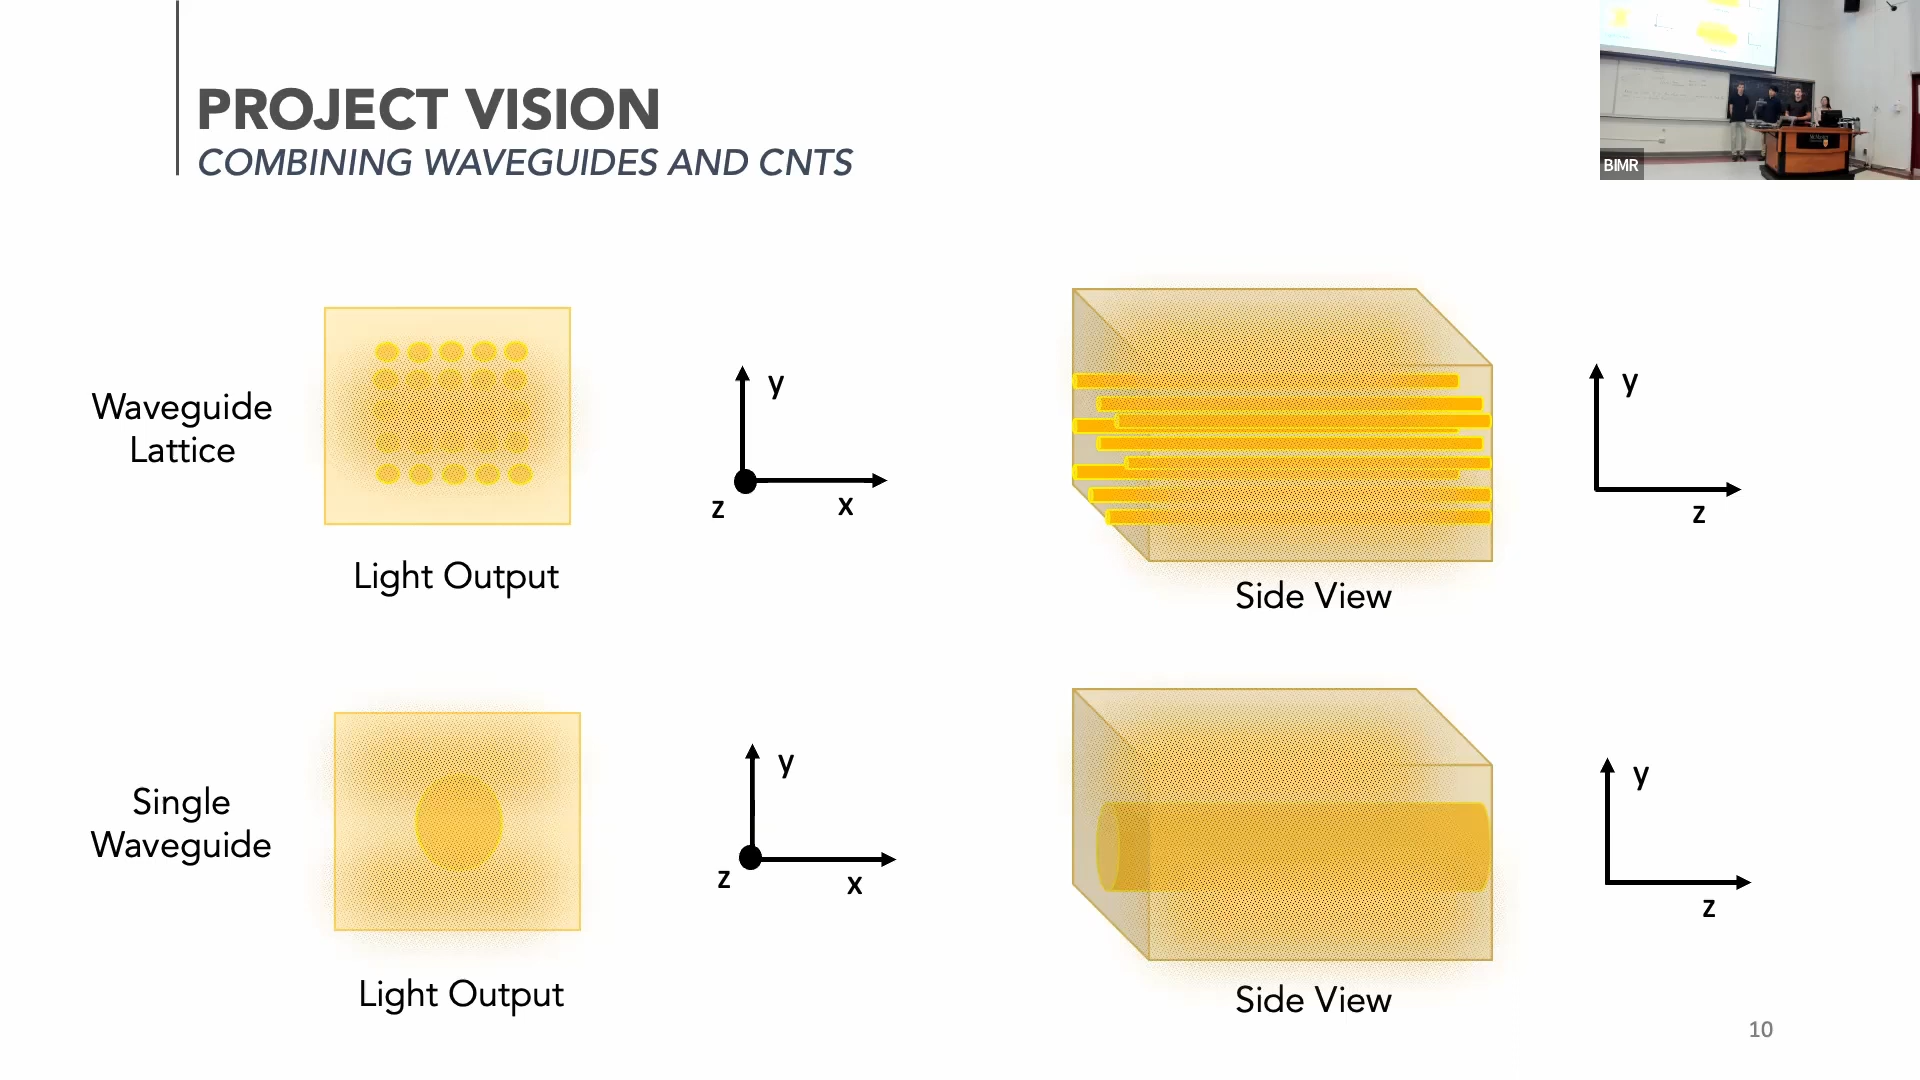 PROJECT VISION
COMBINING WAVEGUIDES AND CNTS
BIMR
Waveguide
Lattice
y
z
x
Light Output
y
z
Side View
Single
Waveguide
y
z
x
Light Output
y
z
Side View
10